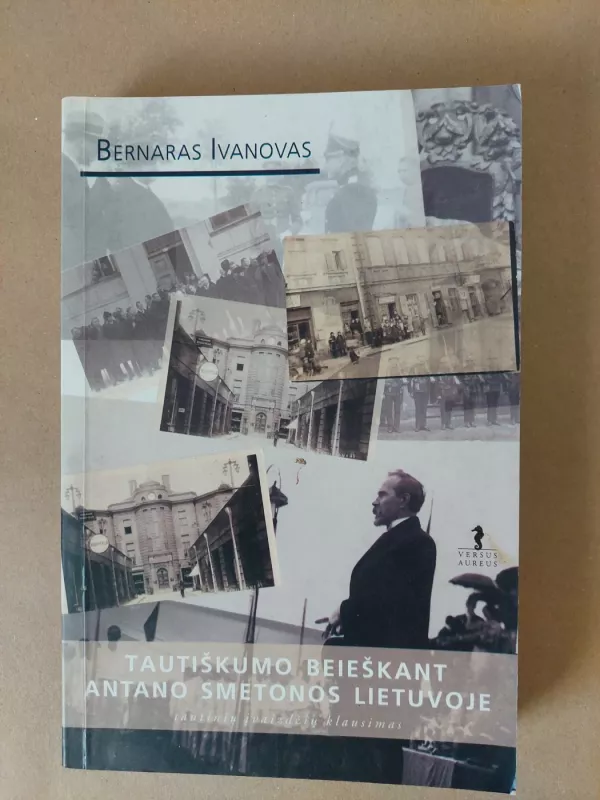 BERNARAS IVANOVAS
VERSUS
AUREUS
TAUTIŠKUMO BEIEŠKANT
ANTANO SMETONOS LIETUVOJE
tautinių įvaizdžių klausimas